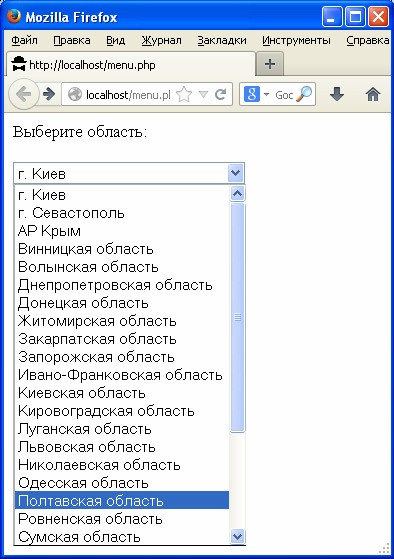 Mozilla Firefox
Файл Правка Вид Журнал Закладки Инструменты Справка
http://localhost/menu.php
localhost/menu.pl
Goc
Выберите область:
г. Киев
г. Киев
г. Севастополь
АР Крым
Винницкая область
Волынская область
Днепропетровская область
Донецкая область
Житомирская область
Закарпатская область
Запорожская область
Ивано-Франковская область
Киевская область
Кировоградская область
Луганская область
Львовская область
Николаевская область
Одесская область
Полтавская область
Ровненская область
Сумская область